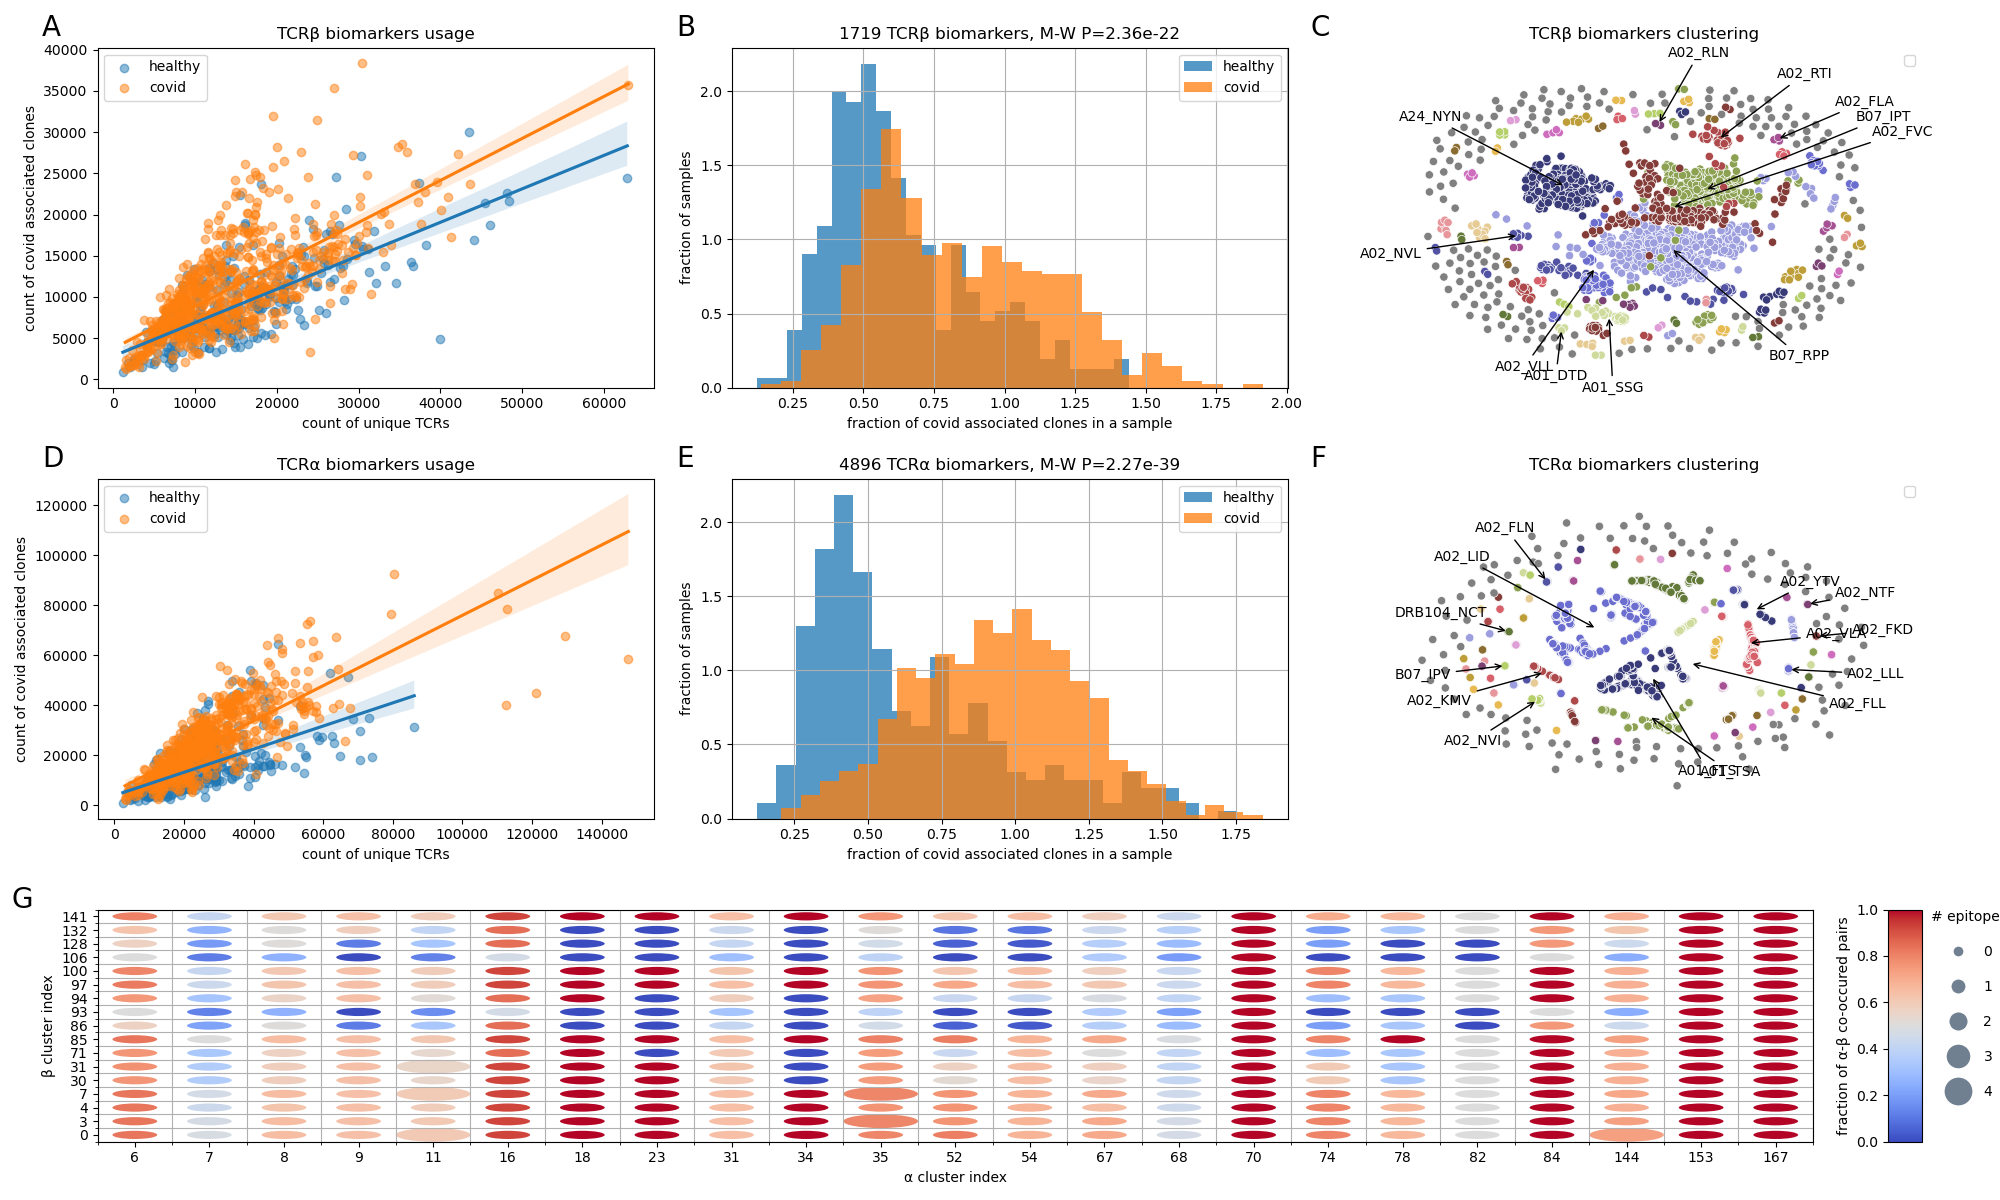 A
TCRβ biomarkers usage
healthy
covid
40000
35000
30000
25000
20000
15000
10000
5000
0
count of covid associated clones
0 10000 20000 30000 40000 50000 60000
count of unique TCRs
B
1719 TCRβ biomarkers, M-W P=2.36e-22
healthy
covid
2.0
1.5
1.0
0.5
0.0
fraction of samples
0.25 0.50 0.75 1.00 1.25 1.50 1.75 2.00
fraction of covid associated clones in a sample
C
TCRβ biomarkers clustering
A02_RLN
A02_RTI
A02_FLA
B07_IPT
A02_FVC
A24_NYN
A02_NVL
A02_VLL
A01_DTD
A01_SSG
B07_RPP
D
TCRα biomarkers usage
healthy
covid
120000
100000
80000
60000
40000
20000
0
count of covid associated clones
0 20000 40000 60000 80000 100000 120000 140000
count of unique TCRs
E
4896 TCRα biomarkers, M-W P=2.27e-39
healthy
covid
2.0
1.5
1.0
0.5
0.0
fraction of samples
0.25 0.50 0.75 1.00 1.25 1.50 1.75
fraction of covid associated clones in a sample
F
TCRα biomarkers clustering
A02_FLN
A02_LID
A02_YTV
A02_NTF
DRB104_NCT
A02_VLA
A02_FKD
B07_IPV
A02_LLL
A02_KMV
A02_FLL
A02_NVI
A01_FTS
A01_TSA
G
β cluster index
141
132
128
106
100
97
94
93
86
85
71
31
30
7
4
3
0
6 7 8 9 11 16 18 23 31 34 35 52 54 67 68 70 74 78 82 84 144 153 167
α cluster index
fraction of α-β co-occured pairs
1.0
0.8
0.6
0.4
0.2
0.0
# epitope
0
1
2
3
4